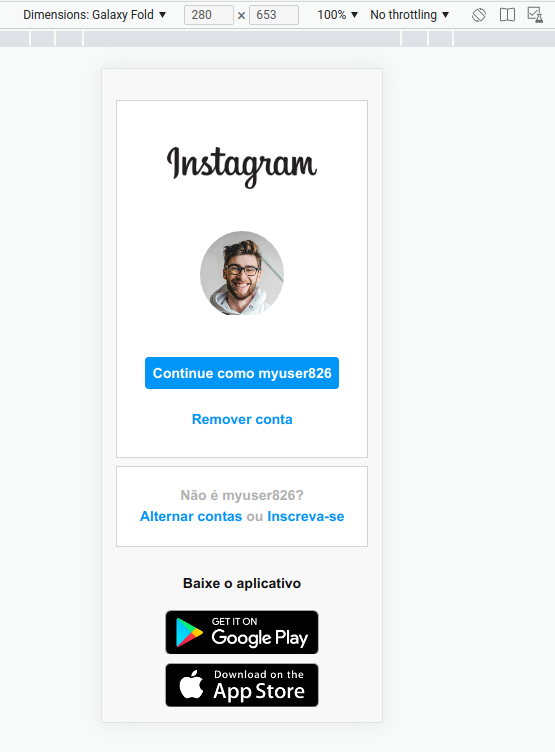 Dimensions: Galaxy Fold ▼ 280 × 653 100% ▼ No throttling ▼
Instagram
Continue como myuser826
Remover conta
Não é myuser826?
Alternar contas ou Inscreva-se
Baixe o aplicativo
GET IT ON
Google Play
Download on the
App Store